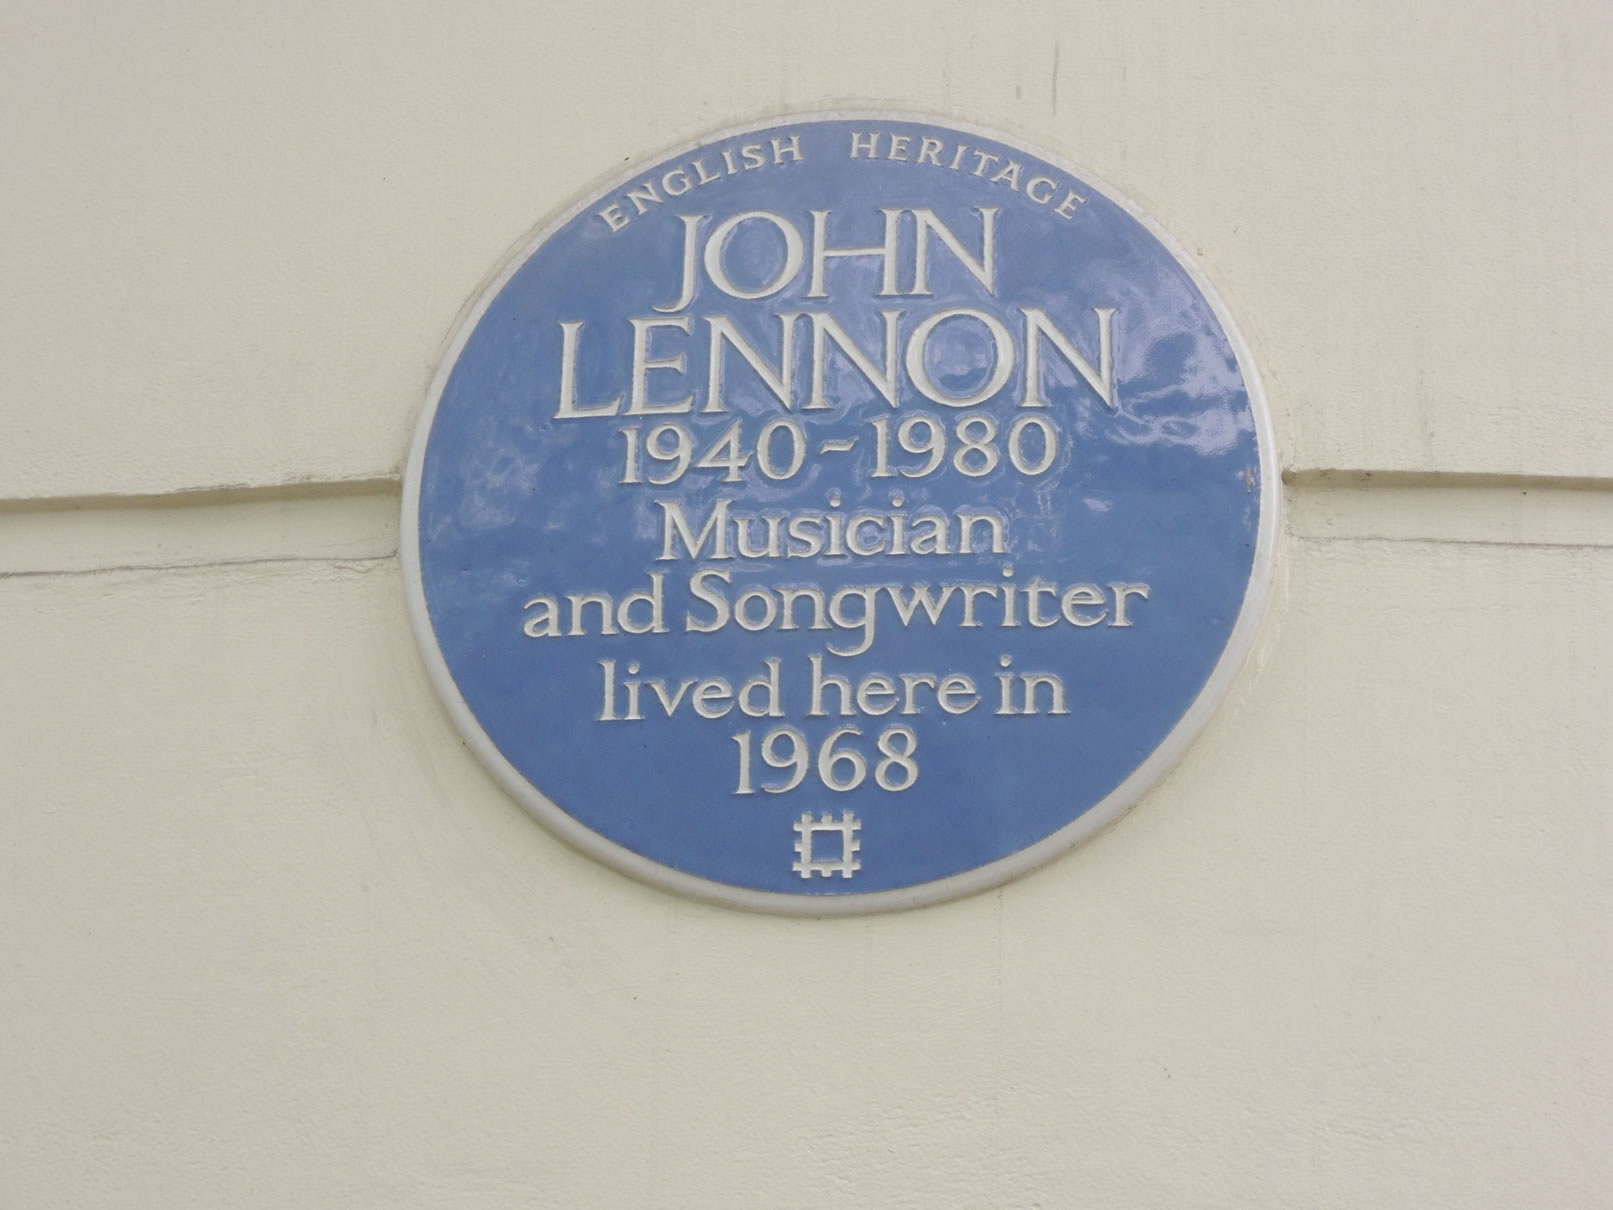 ENGLISH HERITAGE
JOHN
LENNON
1940-1980
Musician
and Songwriter
lived here in
1968